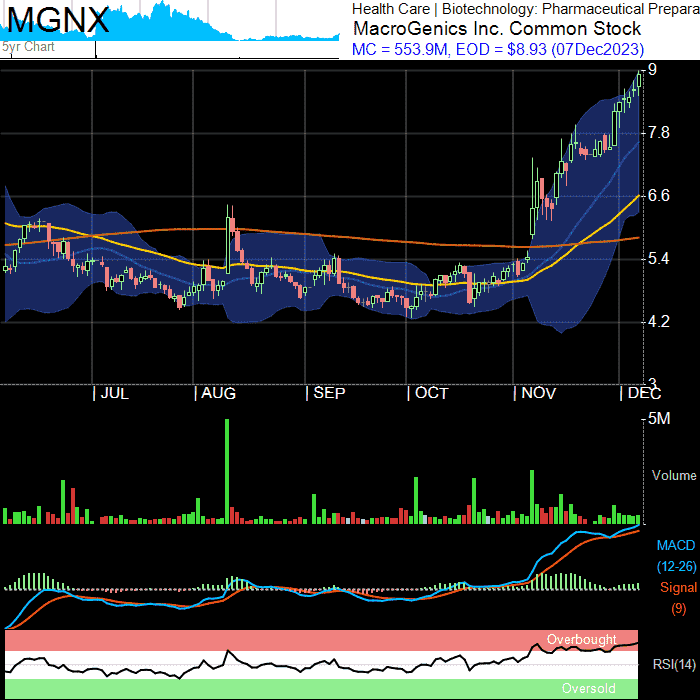 MGNX
5yr Chart
Health Care | Biotechnology: Pharmaceutical Prepara
MacroGenics Inc. Common Stock
MC = 553.9M, EOD = $8.93 (07Dec2023)
9
7.8
6.6
5.4
4.2
3
| JUL | AUG | SEP | OCT | NOV | DEC
5M
Volume
MACD
(12-26)
Signal
(9)
Overbought
RSI(14)
Oversold